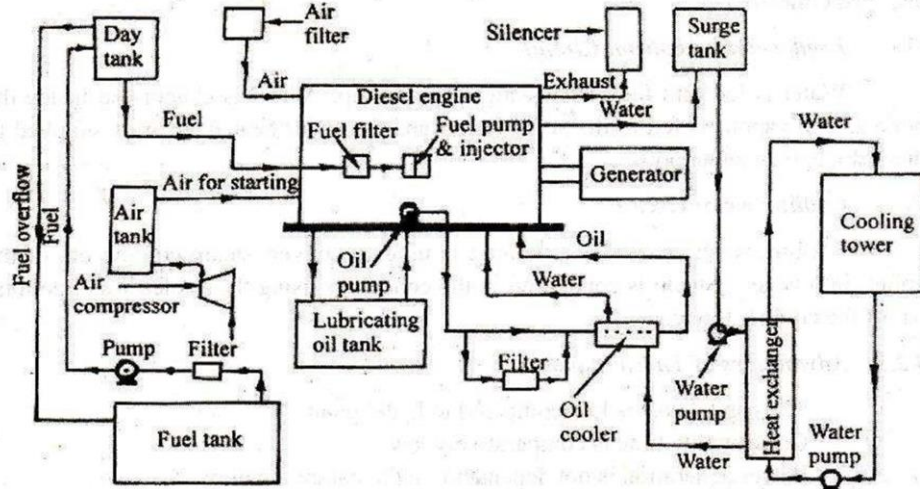 Day
tank
Air
filter
Air
Silencer
Surge
tank
Exhaust
Water
Diesel engine
Fuel
Fuel filter
Fuel pump
& injector
Generator
Water
Cooling
tower
Air for starting
Air
tank
Air
compressor
Fuel overflow
Fuel
Oil
pump
Oil
Water
Lubricating
oil tank
Filter
Oil
cooler
Water
pump
Heat exchanger
Water
Water
pump
Pump
Filter
Fuel tank